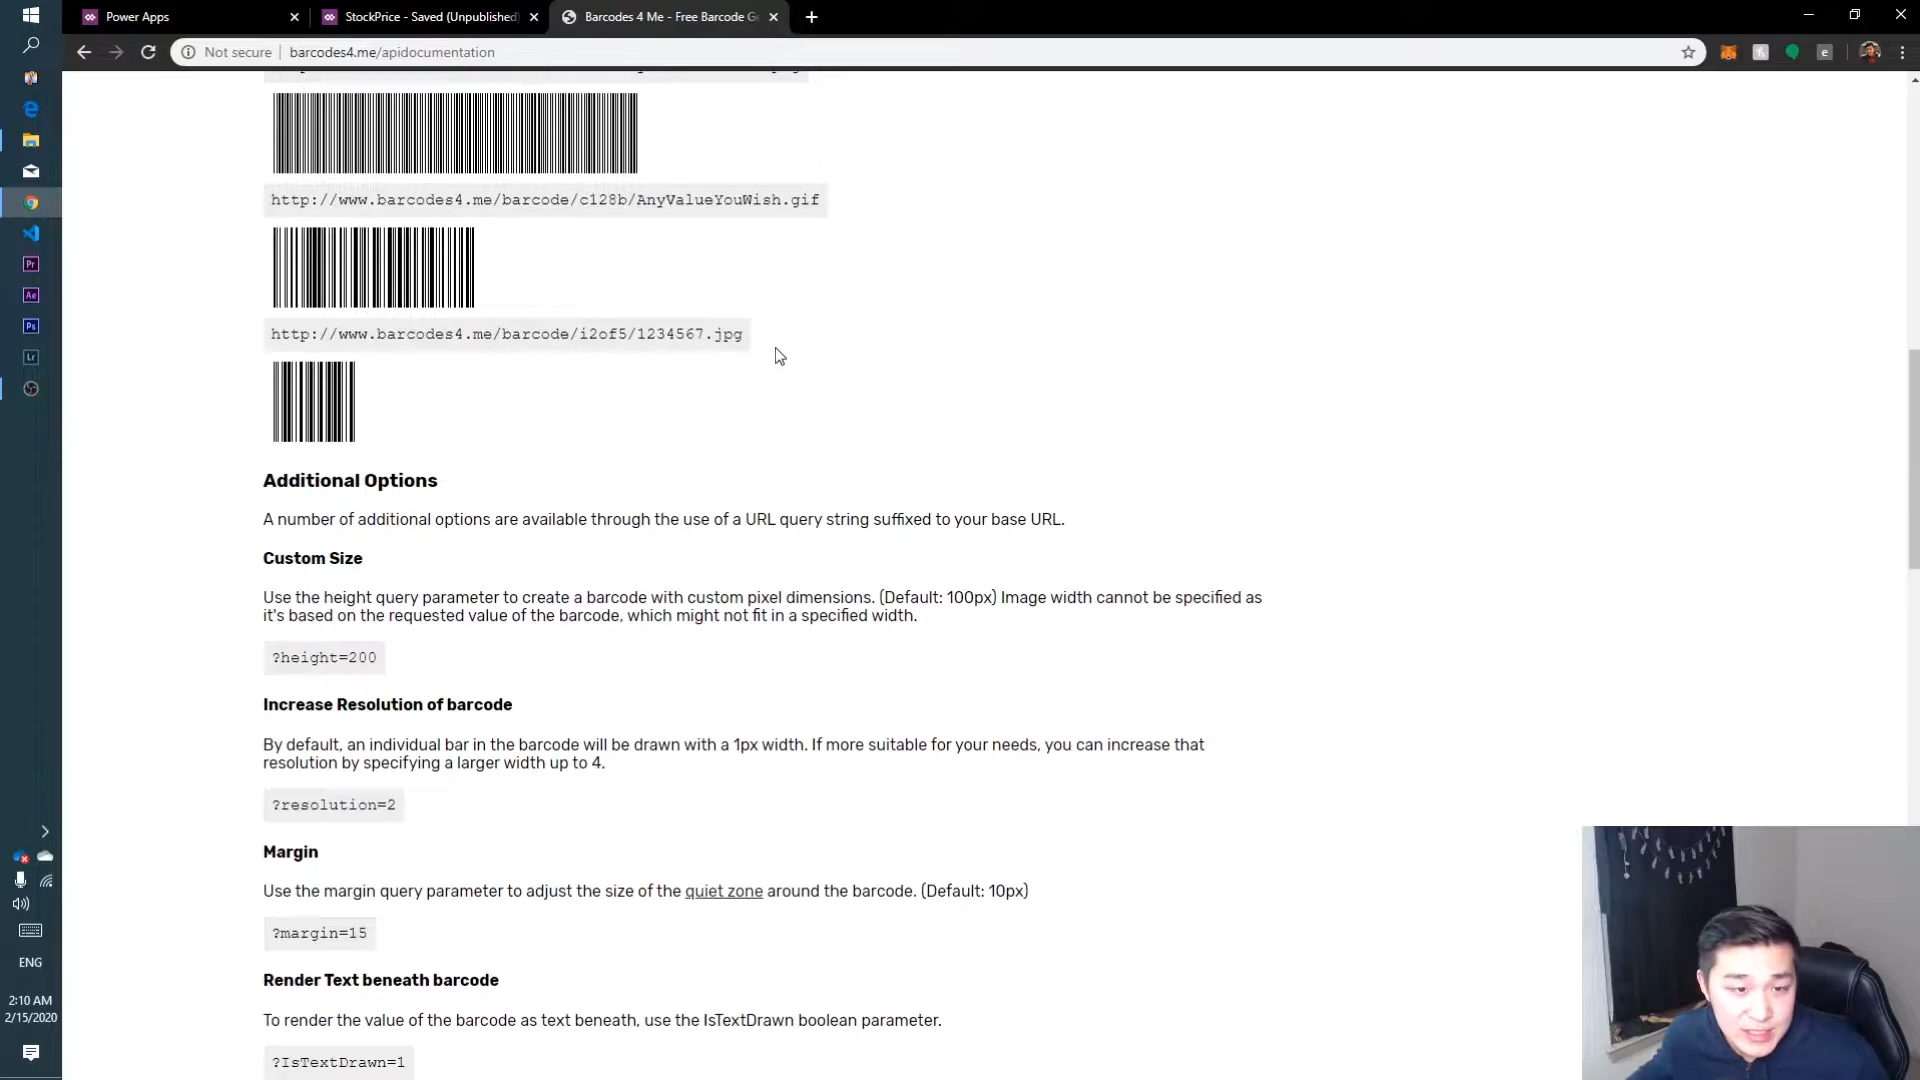 Power Apps
StockPrice - Saved (Unpublished)
Barcodes 4 Me - Free Barcode Ge
Not secure
barcodes4.me/apidocumentation
http://www.barcodes4.me/barcode/c128b/AnyValueYouWish.gif
http://www.barcodes4.me/barcode/i2of5/1234567.jpg
Additional Options
A number of additional options are available through the use of a URL query string suffixed to your base URL.
Custom Size
Use the height query parameter to create a barcode with custom pixel dimensions. (Default: 100px) Image width cannot be specified as
it's based on the requested value of the barcode, which might not fit in a specified width.
?height=200
Increase Resolution of barcode
By default, an individual bar in the barcode will be drawn with a 1px width. If more suitable for your needs, you can increase that
resolution by specifying a larger width up to 4.
?resolution=2
Margin
Use the margin query parameter to adjust the size of the quiet zone around the barcode. (Default: 10px)
?margin=15
Render Text beneath barcode
To render the value of the barcode as text beneath, use the IsTextDrawn boolean parameter.
?IsTextDrawn=1
Pr
Ae
Ps
Lr
ENG
2:10 AM
2/15/2020